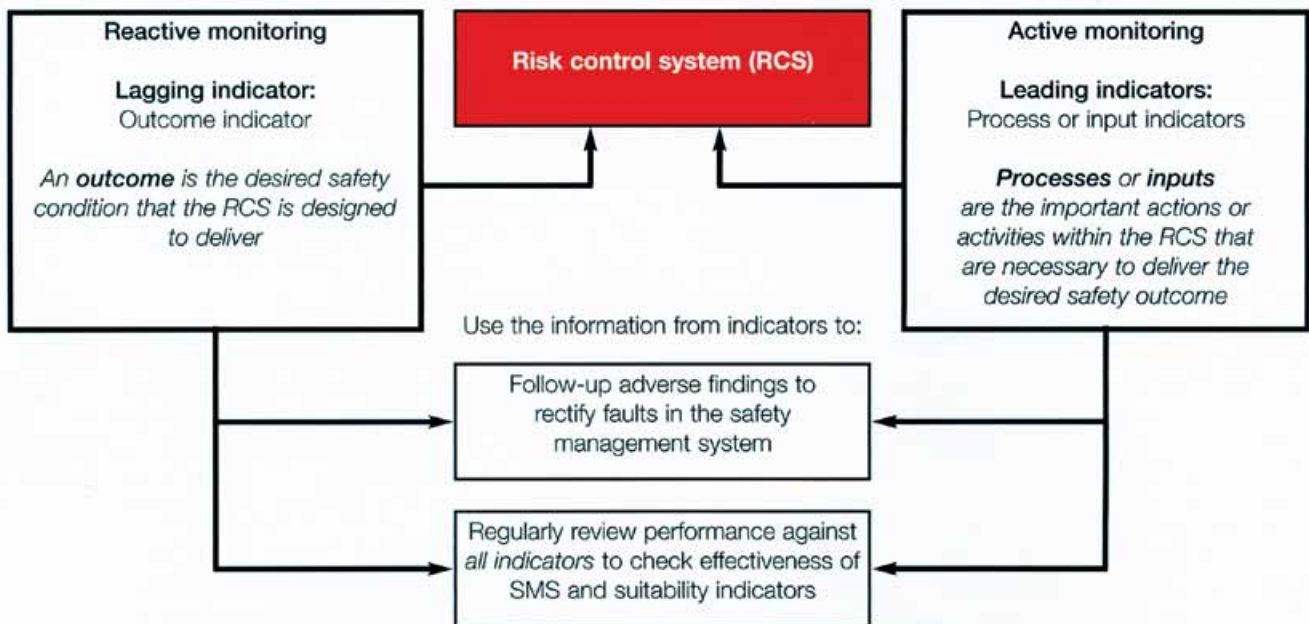 Reactive monitoring
Lagging indicator:
Outcome indicator
An outcome is the desired safety
condition that the RCS is designed
to deliver
Risk control system (RCS)
Active monitoring
Leading indicators:
Process or input indicators
Processes or inputs
are the important actions or
activities within the RCS that
are necessary to deliver the
desired safety outcome
Use the information from indicators to:
Follow-up adverse findings to
rectify faults in the safety
management system
Regularly review performance against
all indicators to check effectiveness of
SMS and suitability indicators